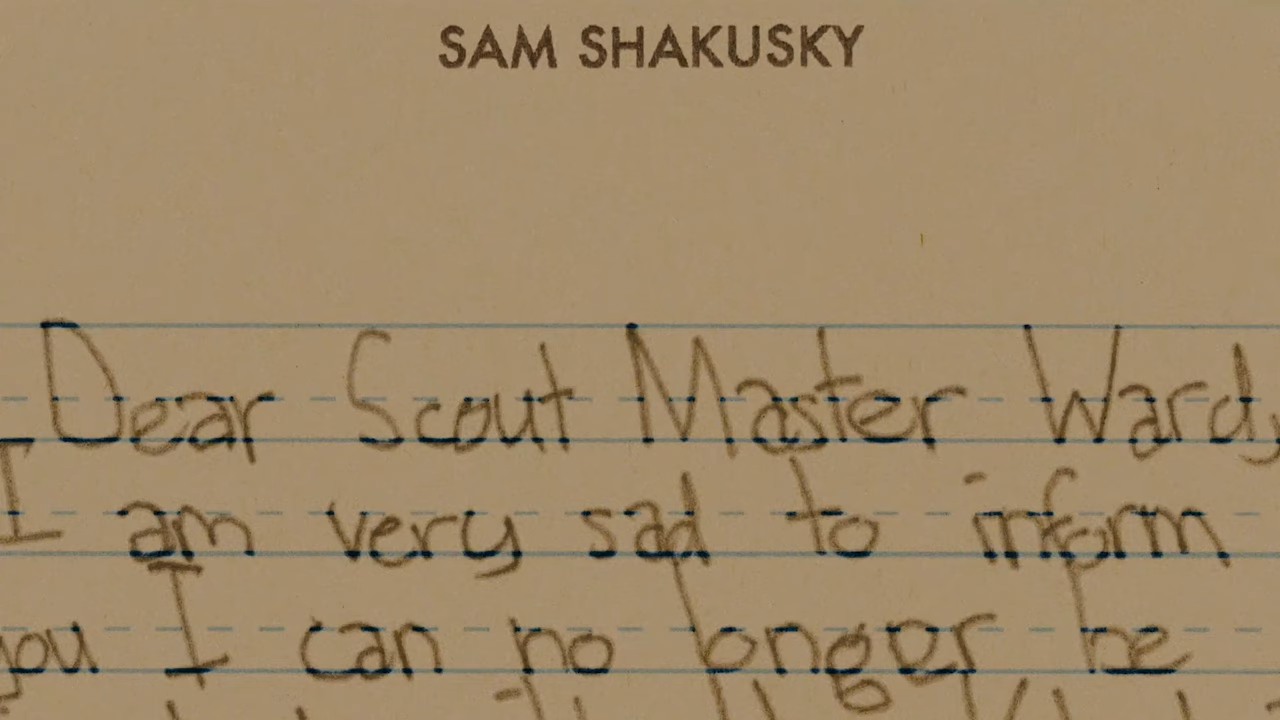 SAM SHAKUSKY
Dear Scout Master Ward,
I am very sad to inform
you I can no longer be